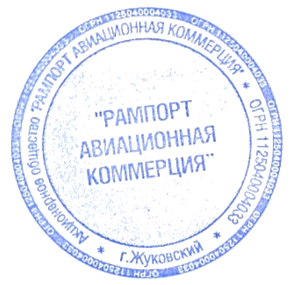 Акционерное общество "РАМПОРТ АВИАЦИОННАЯ КОММЕРЦИЯ" * ОГРН 1125040004033
* г.Жуковский *
"РАМПОРТ
АВИАЦИОННАЯ
КОММЕРЦИЯ"